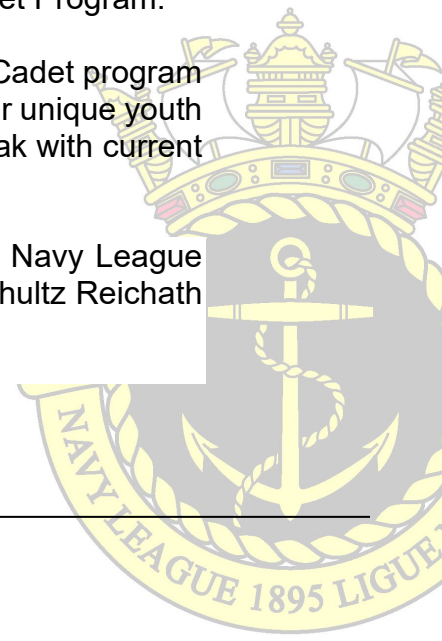 et Program.
Cadet program
r unique youth
ak with current
Navy League
hultz Reichath
NAVY LEAGUE 1895 LIGUE